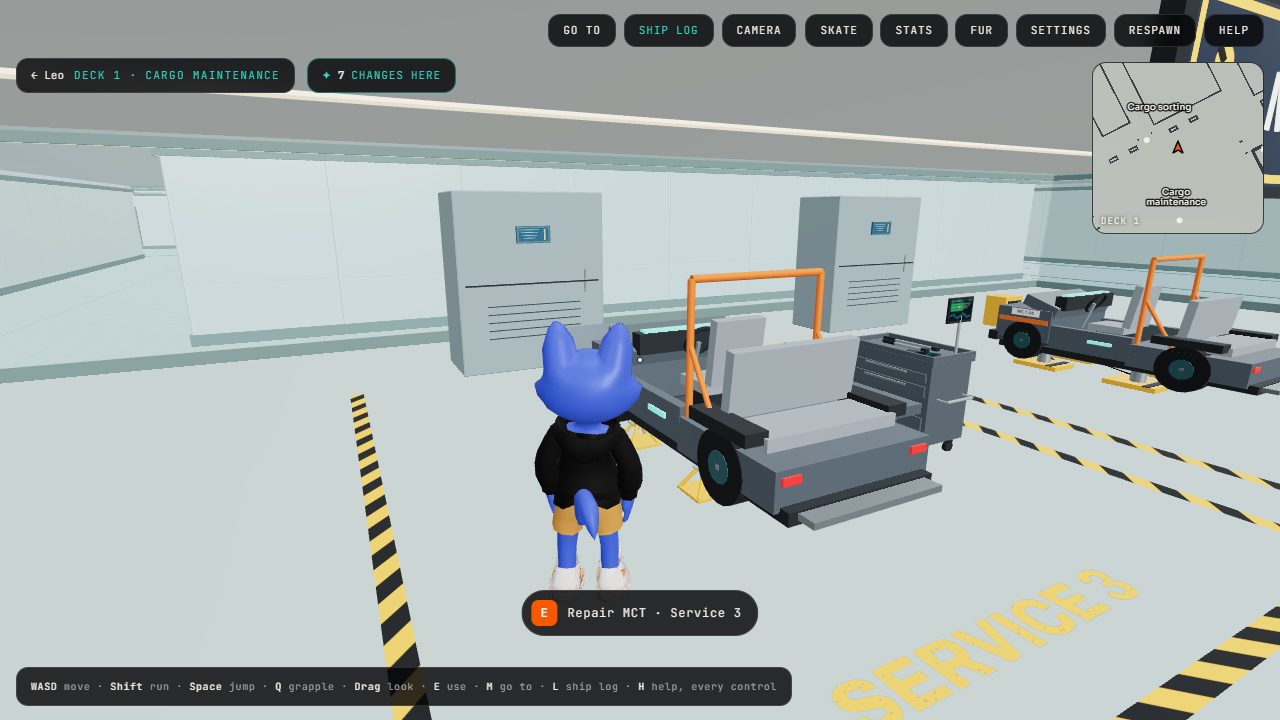 GO TO
SHIP LOG
CAMERA
SKATE
STATS
FUR
SETTINGS
RESPAWN
HELP
← Leo DECK 1 · CARGO MAINTENANCE
✦ 7 CHANGES HERE
Cargo sorting
Cargo
maintenance
DECK 1
E Repair MCT · Service 3
SERVICE 3
WASD move · Shift run · Space jump · Q grapple · Drag look · E use · M go to · L ship log · H help, every control